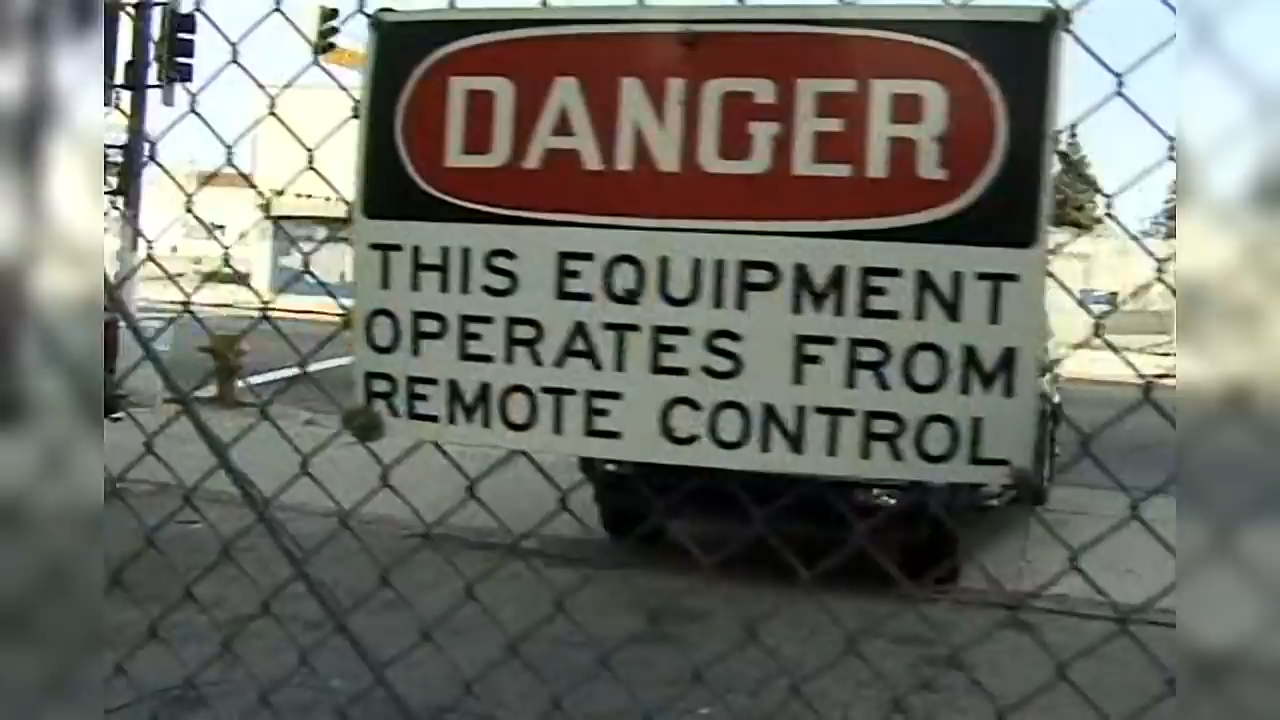 DANGER
THIS EQUIPMENT
OPERATES FROM
REMOTE CONTROL